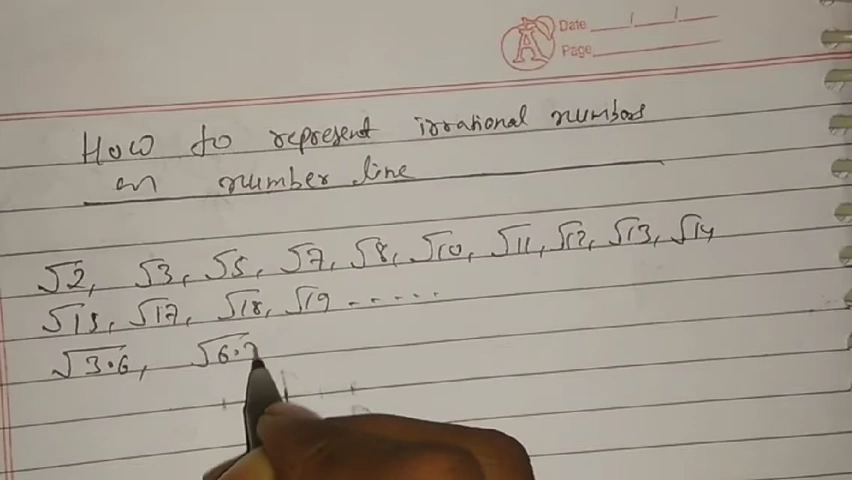 A
Date
Page
How to represent irrational numbers
on number line
√2, √3, √5, √7, √8, √10, √11, √12, √13, √14
√15, √17, √18, √19 ......
√3.6, √6.